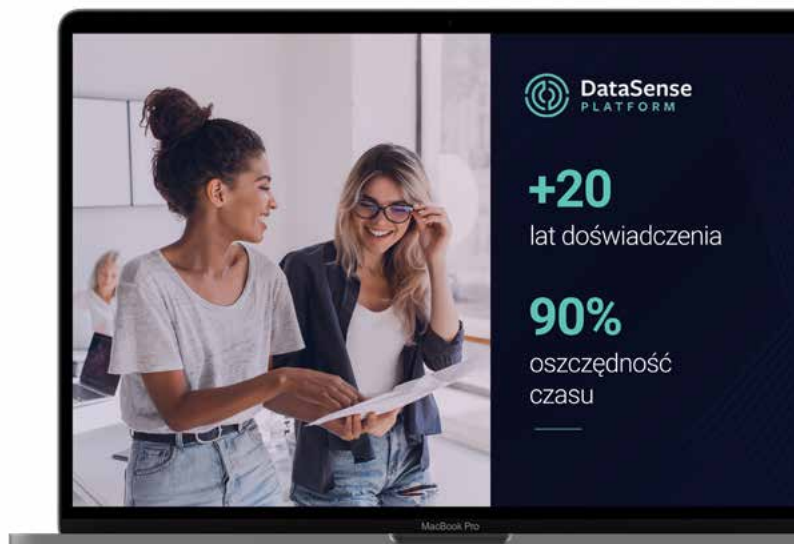 DataSense
PLATFORM
+20
lat doświadczenia
90%
oszczędność
czasu
MacBook Pro